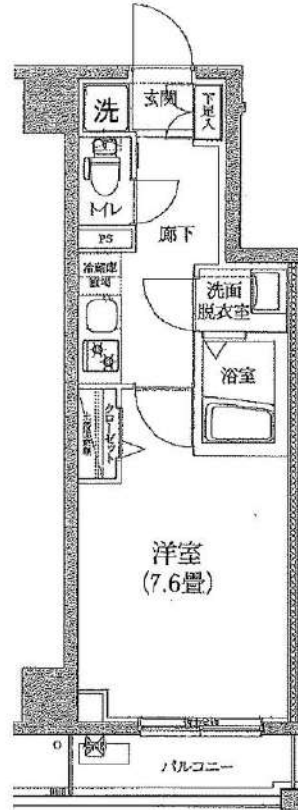 洗
玄関
下足入
トイレ
廊下
PS
冷蔵庫
置場
洗面
脱衣室
浴室
クローゼット
洋室
(7.6畳)
バルコニー